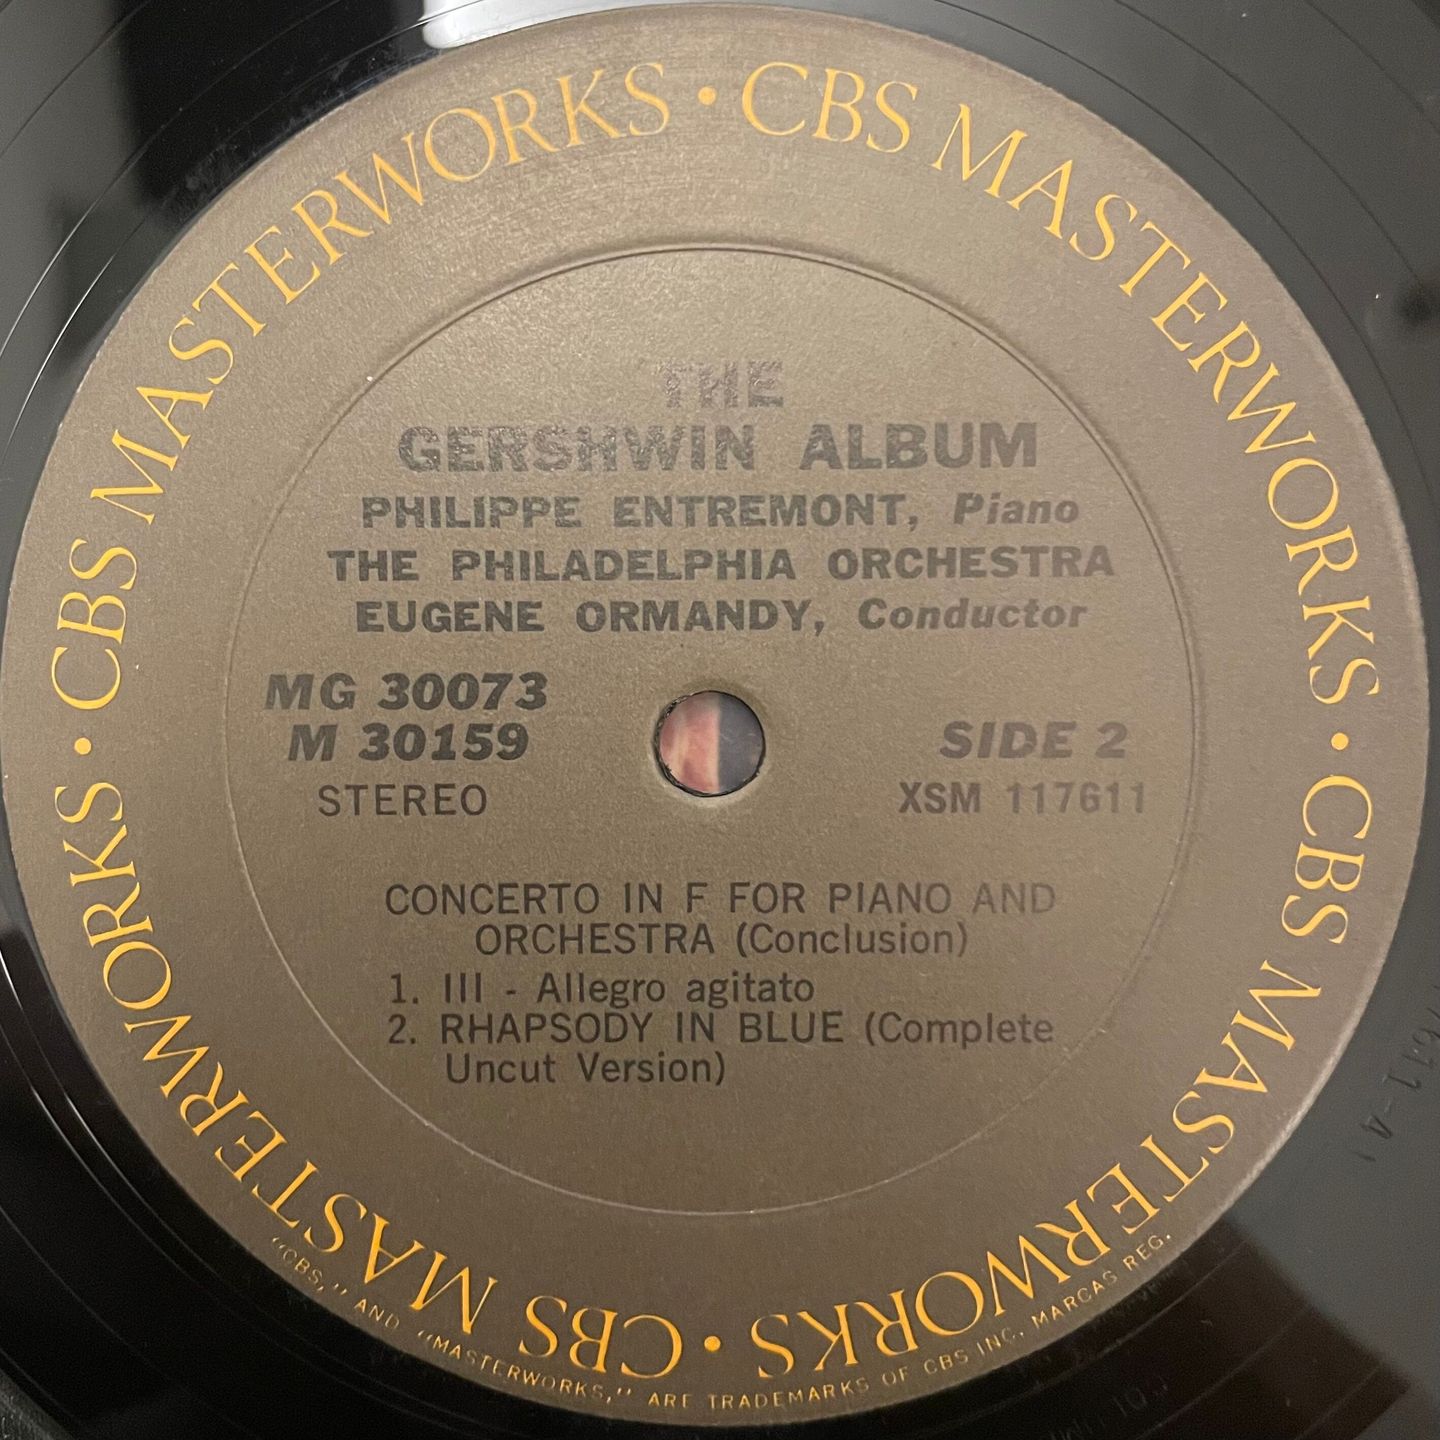 CBS MASTERWORKS · CBS MASTERWORKS · CBS MASTERWORKS · CBS MASTERWORKS ·
THE
GERSHWIN ALBUM
PHILIPPE ENTREMONT, Piano
THE PHILADELPHIA ORCHESTRA
EUGENE ORMANDY, Conductor
MG 30073
M 30159
STEREO
SIDE 2
XSM 117611
CONCERTO IN F FOR PIANO AND
ORCHESTRA (Conclusion)
1. III - Allegro agitato
2. RHAPSODY IN BLUE (Complete
Uncut Version)
"CBS," AND "MASTERWORKS," ARE TRADEMARKS OF CBS INC. MARCAS REG.